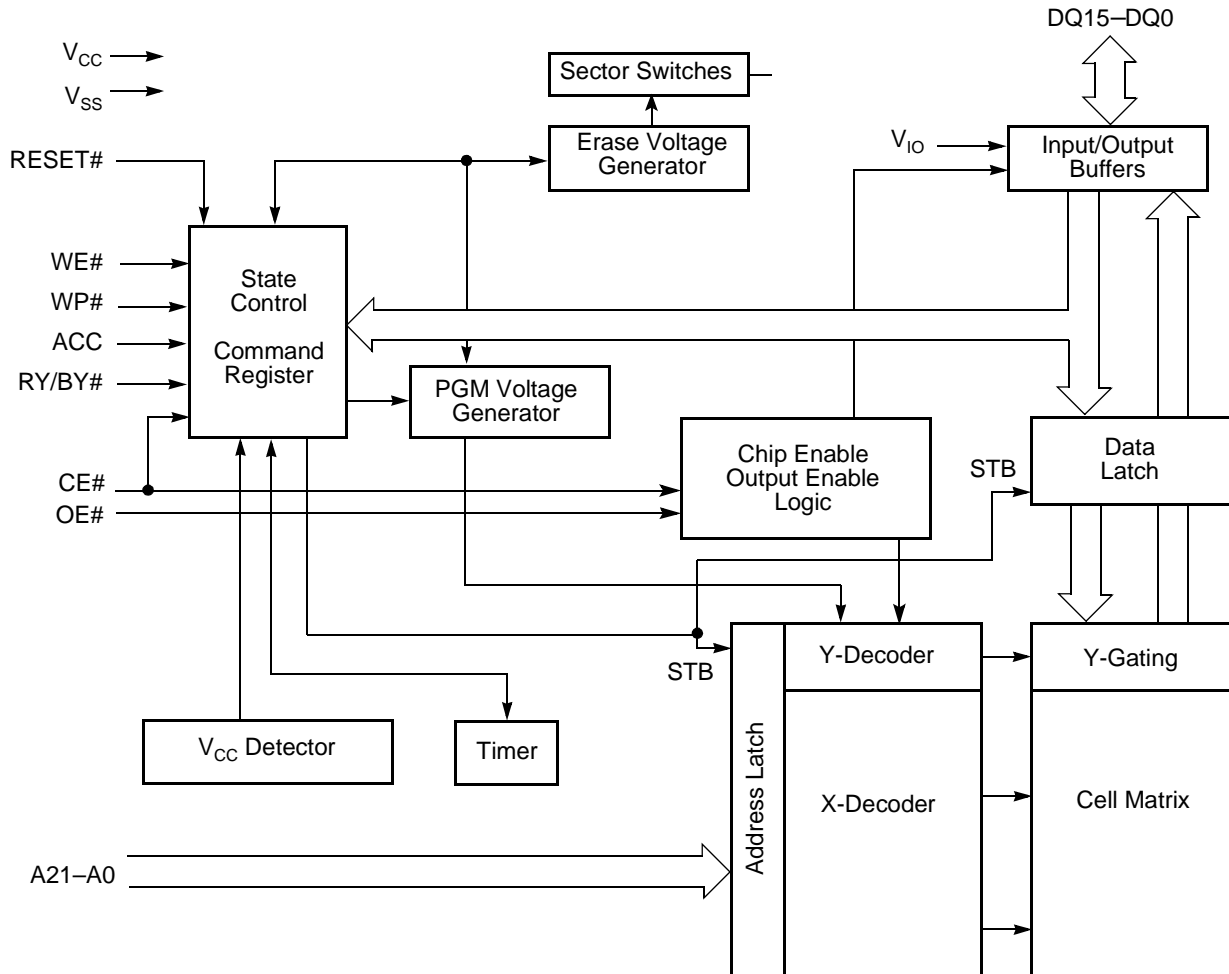 DQ15–DQ0
VCC
VSS
Sector Switches
RESET#
Erase Voltage
Generator
VIO
Input/Output
Buffers
WE#
WP#
ACC
RY/BY#
State
Control
Command
Register
PGM Voltage
Generator
CE#
OE#
Chip Enable
Output Enable
Logic
STB
Data
Latch
STB
Y-Decoder
Y-Gating
VCC Detector
Timer
Address Latch
X-Decoder
Cell Matrix
A21–A0